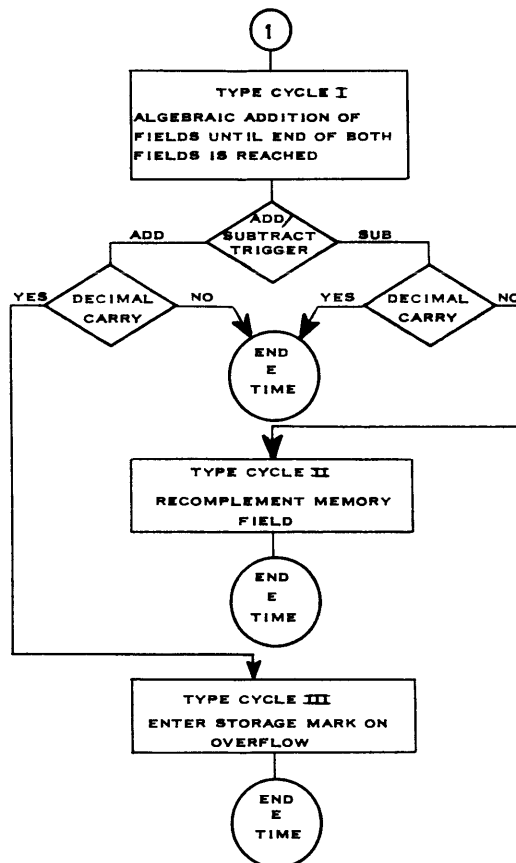 1
TYPE CYCLE I
ALGEBRAIC ADDITION OF
FIELDS UNTIL END OF BOTH
FIELDS IS REACHED
ADD/
SUBTRACT
TRIGGER
ADD
SUB
YES
DECIMAL
CARRY
NO
YES
DECIMAL
CARRY
NO
END
E
TIME
TYPE CYCLE II
RECOMPLEMENT MEMORY
FIELD
END
E
TIME
TYPE CYCLE III
ENTER STORAGE MARK ON
OVERFLOW
END
E
TIME